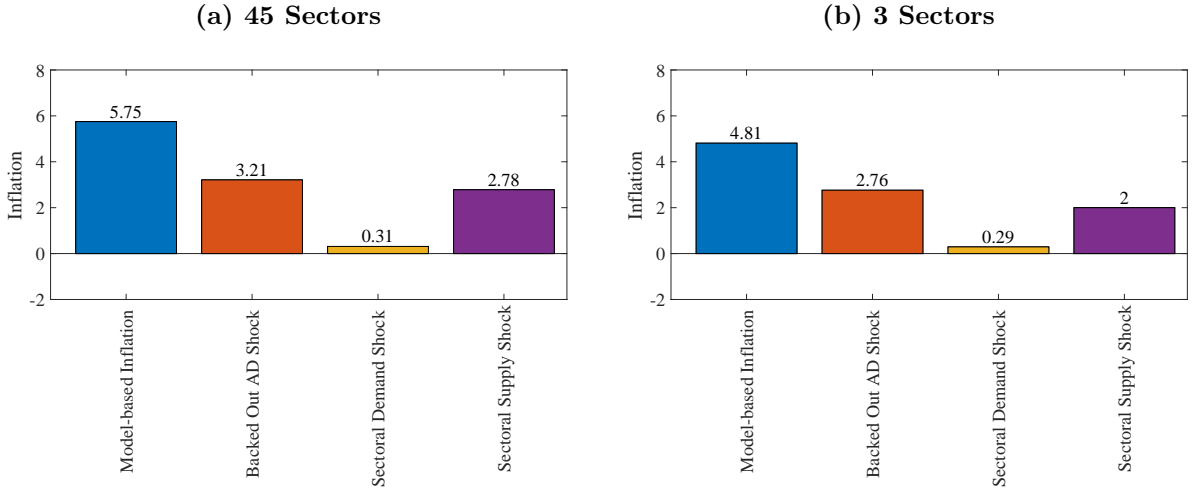 (a) 45 Sectors
8
6
4
2
0
-2
Inflation
5.75
3.21
0.31
2.78
Model-based Inflation
Backed Out AD Shock
Sectoral Demand Shock
Sectoral Supply Shock
(b) 3 Sectors
8
6
4
2
0
-2
Inflation
4.81
2.76
0.29
2
Model-based Inflation
Backed Out AD Shock
Sectoral Demand Shock
Sectoral Supply Shock